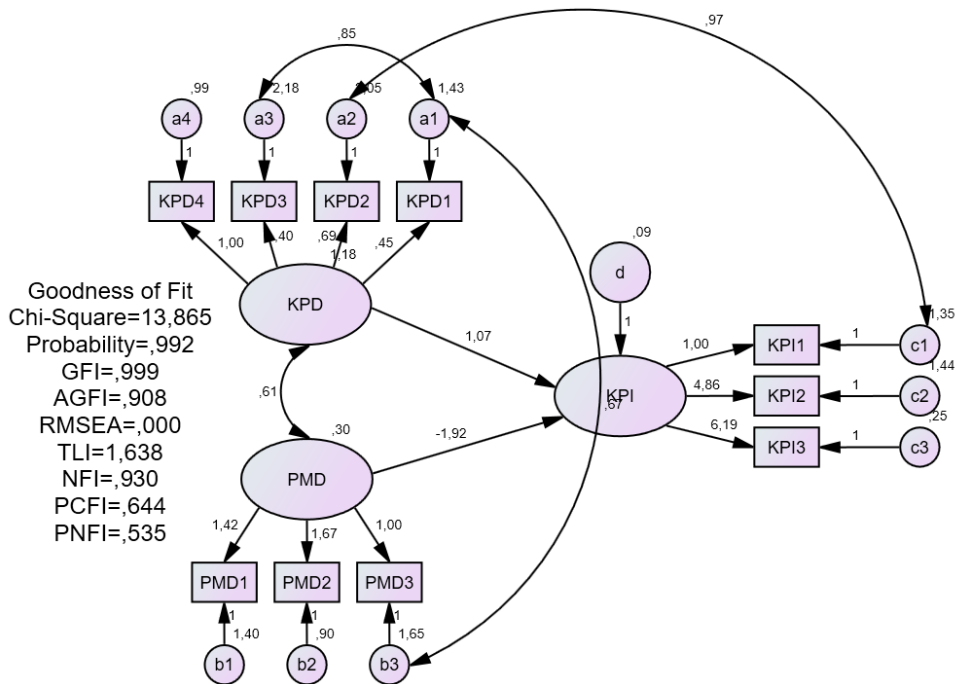 ,97
,85
,99
2,18
1,43
a4
a3
a2
a1
1
1
1
1
KPD4
KPD3
KPD2
KPD1
1,00
,40
,69
,45
1,18
KPD
,09
d
1
1,07
Goodness of Fit
Chi-Square=13,865
Probability=,992
GFI=,999
AGFI=,908
RMSEA=,000
TLI=1,638
NFI=,930
PCFI=,644
PNFI=,535
,61
,30
PMD
-1,92
KPI
,67
1,00
4,86
6,19
KPI1
KPI2
KPI3
1
1
1
1,35
c1
1,44
c2
,25
c3
1,42
1,67
1,00
PMD1
PMD2
PMD3
1
1
1
1,40
,90
1,65
b1
b2
b3